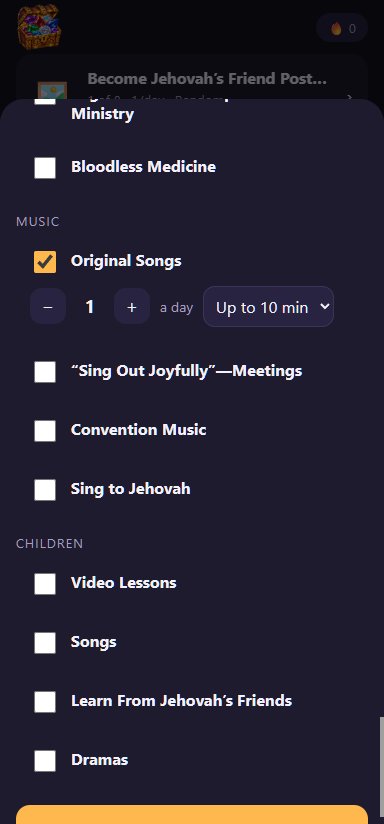 0
Become Jehovah’s Friend Post…
Ministry
Bloodless Medicine
MUSIC
Original Songs
− 1 + a day Up to 10 min
“Sing Out Joyfully”—Meetings
Convention Music
Sing to Jehovah
CHILDREN
Video Lessons
Songs
Learn From Jehovah’s Friends
Dramas